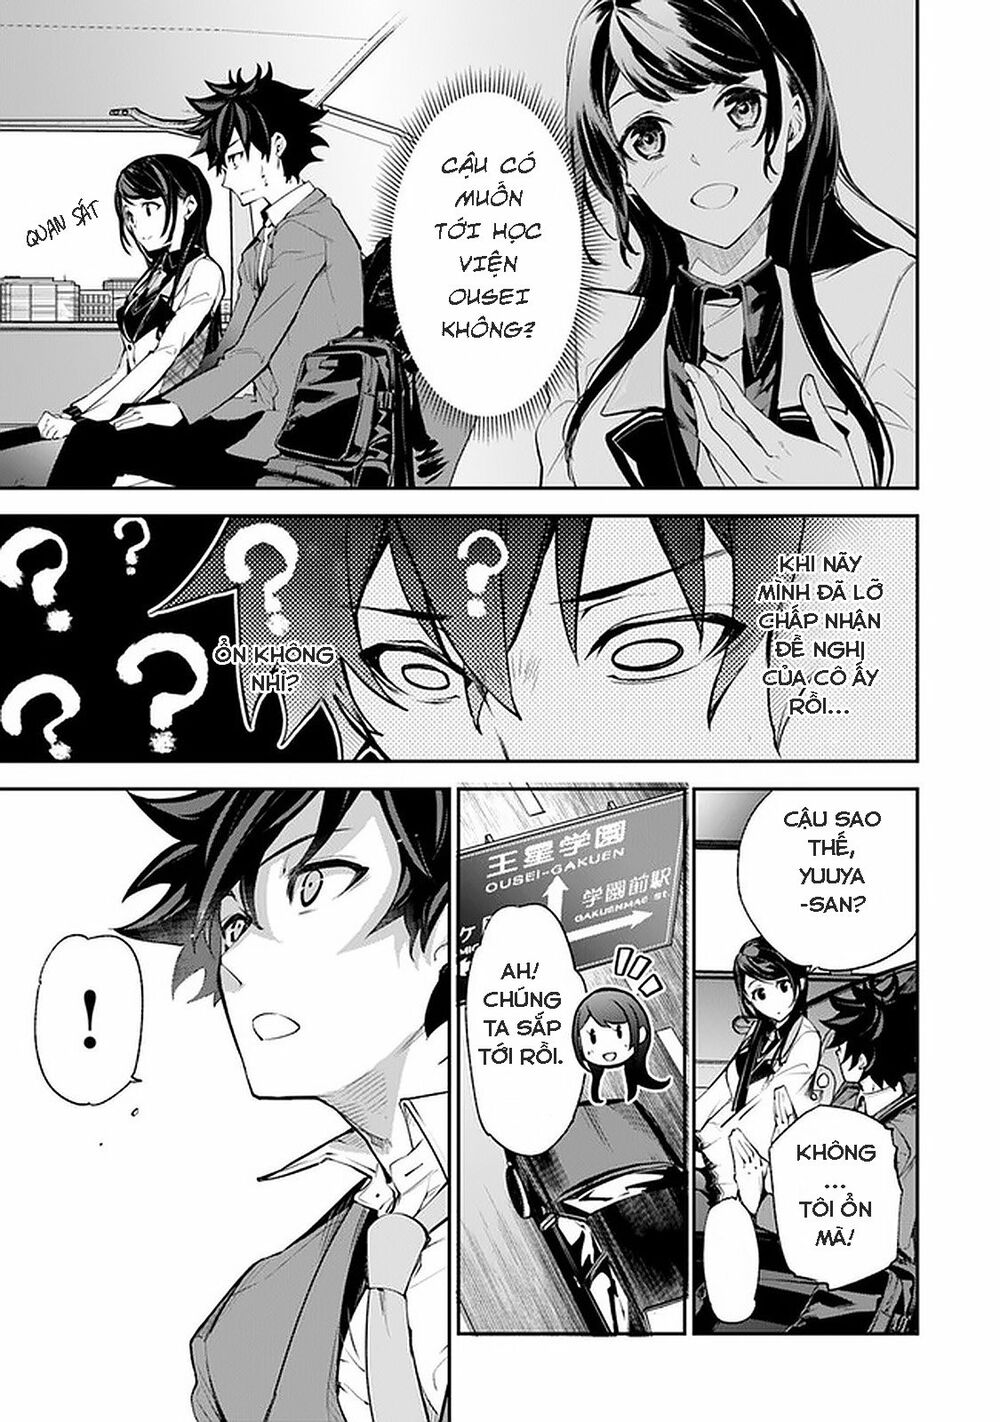 CẬU CÓ
MUỐN
TỚI HỌC
VIỆN
OUSEI
KHÔNG?
QUAN SÁT
KHI NÃY
MÌNH ĐÃ LỠ
CHẤP NHẬN
ĐỀ NGHỊ
CỦA CÔ ẤY
RỒI...
ỔN KHÔNG
NHỈ?
? ? ? ? ? ?
CẬU SAO
THẾ,
YUUYA
-SAN?
KHÔNG
...
TÔI ỔN
MÀ!
王星学園
OUSEI-GAKUEN
学園前駅
GAKUENMAE St.
ケ
AH!
CHÚNG
TA SẮP
TỚI RỒI.
!